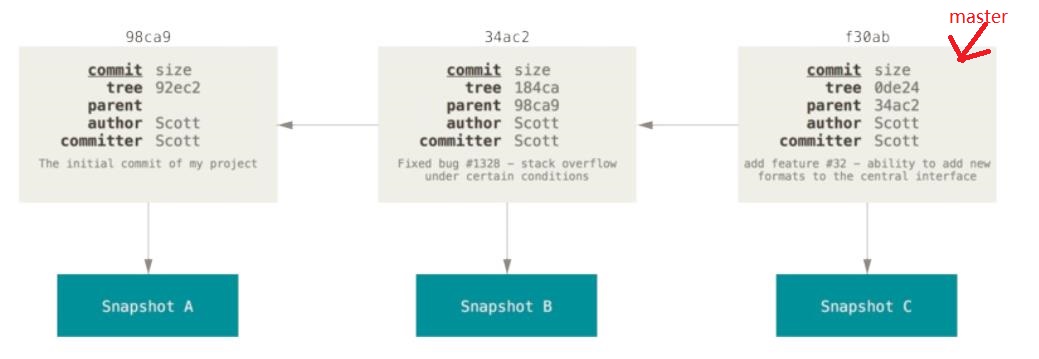 master
98ca9
commit size
tree 92ec2
parent
author Scott
committer Scott
The initial commit of my project
Snapshot A
34ac2
commit size
tree 184ca
parent 98ca9
author Scott
committer Scott
Fixed bug #1328 – stack overflow
under certain conditions
Snapshot B
f30ab
commit size
tree 0de24
parent 34ac2
author Scott
committer Scott
add feature #32 – ability to add new
formats to the central interface
Snapshot C